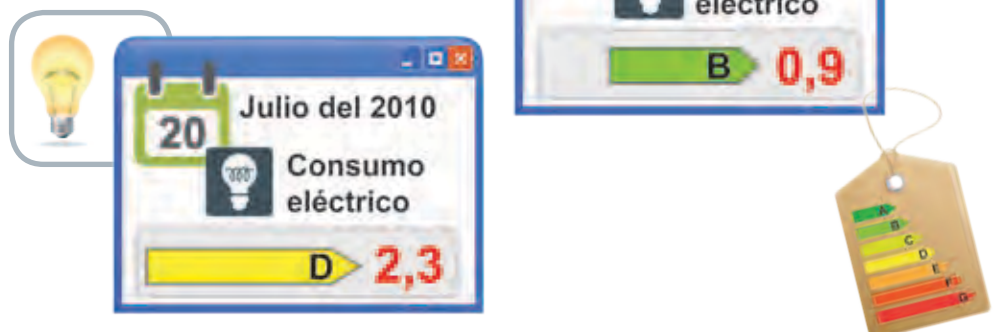 20
Julio del 2010
Consumo
eléctrico
D 2,3
eléctrico
B 0,9
A
B
C
D
E
F
G